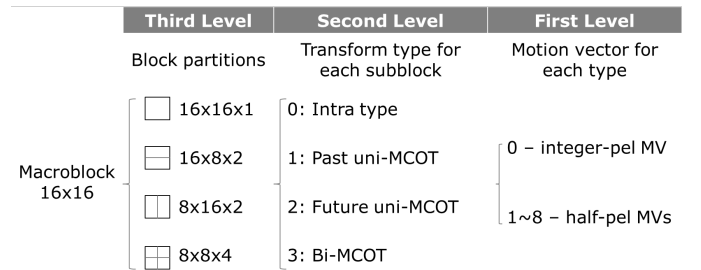 Third Level Second Level First Level
Block partitions
Transform type for
each subblock
Motion vector for
each type
Macroblock
16x16
16x16x1
16x8x2
8x16x2
8x8x4
0: Intra type
1: Past uni-MCOT
2: Future uni-MCOT
3: Bi-MCOT
0 – integer-pel MV
1~8 – half-pel MVs